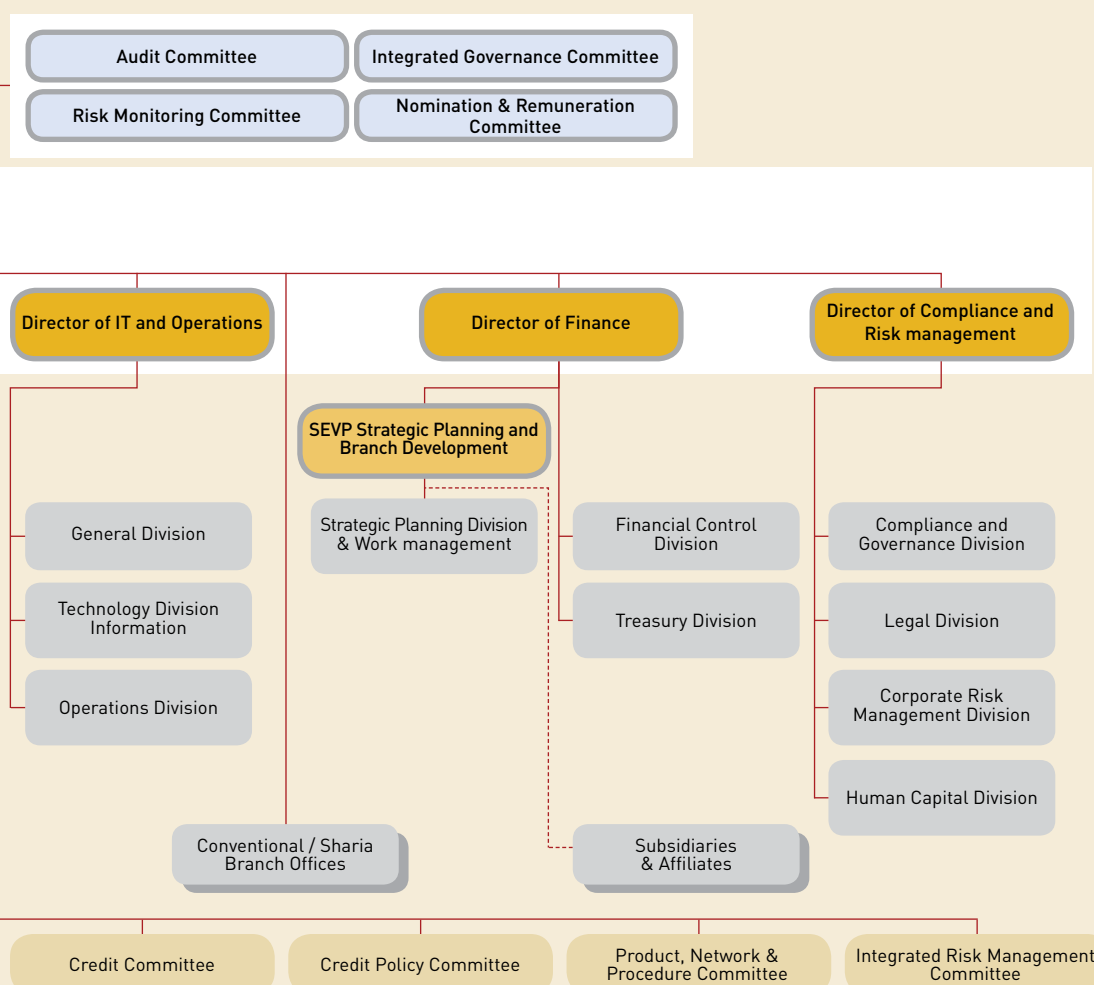 Audit Committee
Integrated Governance Committee
Risk Monitoring Committee
Nomination & Remuneration
Committee
Director of IT and Operations
Director of Finance
Director of Compliance and
Risk management
SEVP Strategic Planning and
Branch Development
General Division
Strategic Planning Division
& Work management
Financial Control
Division
Compliance and
Governance Division
Technology Division
Information
Treasury Division
Legal Division
Operations Division
Corporate Risk
Management Division
Human Capital Division
Conventional / Sharia
Branch Offices
Subsidiaries
& Affiliates
Credit Committee
Credit Policy Committee
Product, Network &
Procedure Committee
Integrated Risk Management
Committee